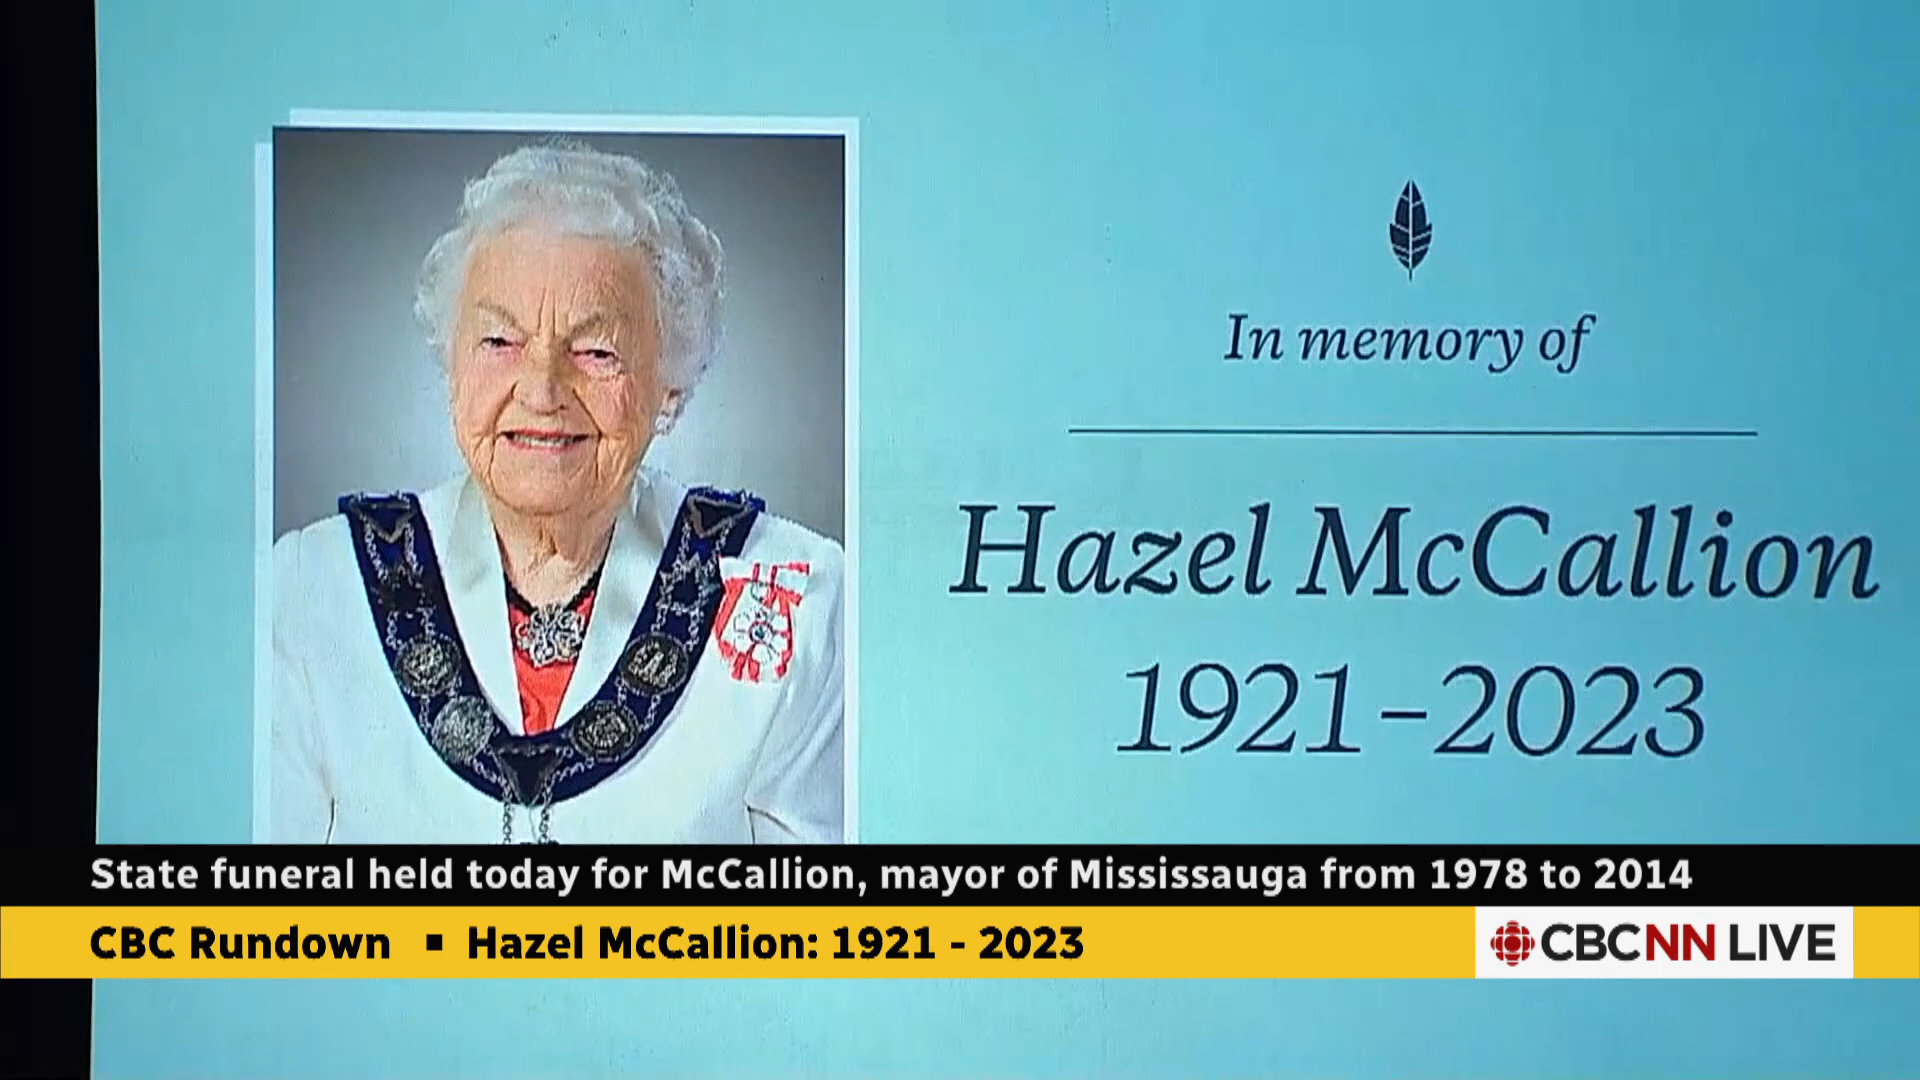 In memory of
Hazel McCallion
1921–2023
State funeral held today for McCallion, mayor of Mississauga from 1978 to 2014
CBC Rundown ▪ Hazel McCallion: 1921 - 2023
CBCNN LIVE